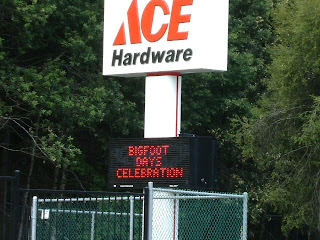 ACE
Hardware
BIGFOOT
DAYS
CELEBRATION